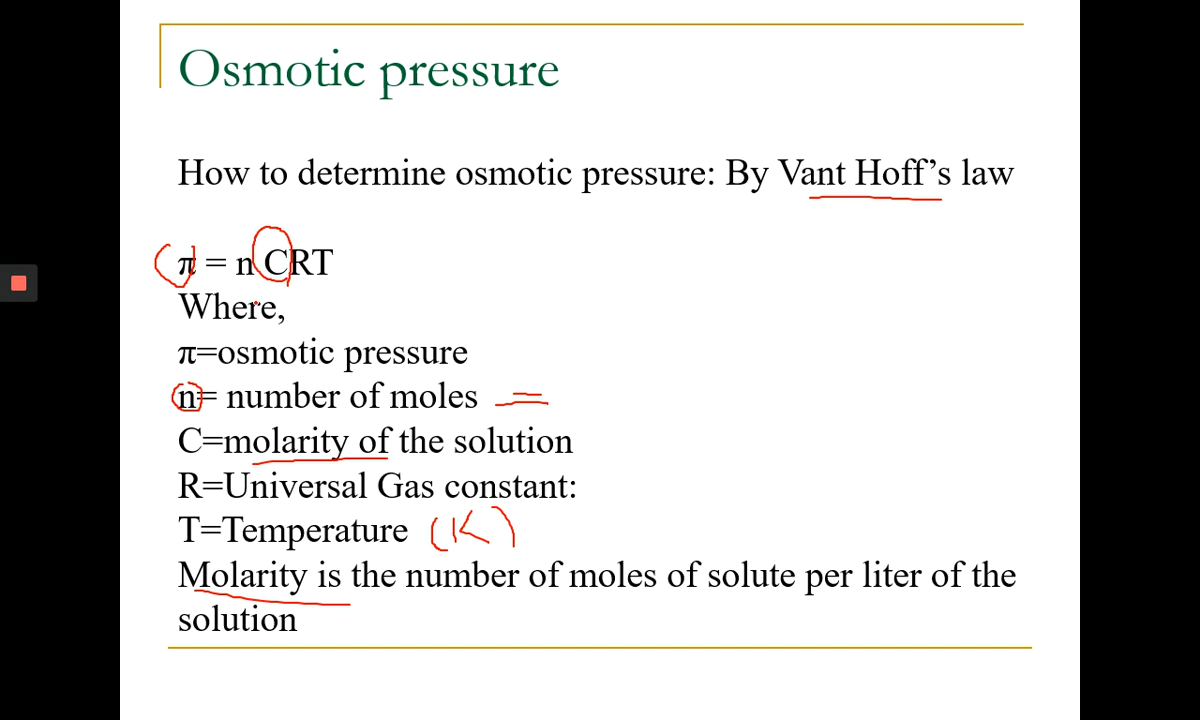 Osmotic pressure
How to determine osmotic pressure: By Vant Hoff’s law
π = n CRT
Where,
π=osmotic pressure
n= number of moles =
C=molarity of the solution
R=Universal Gas constant:
T=Temperature (K)
Molarity is the number of moles of solute per liter of the
solution